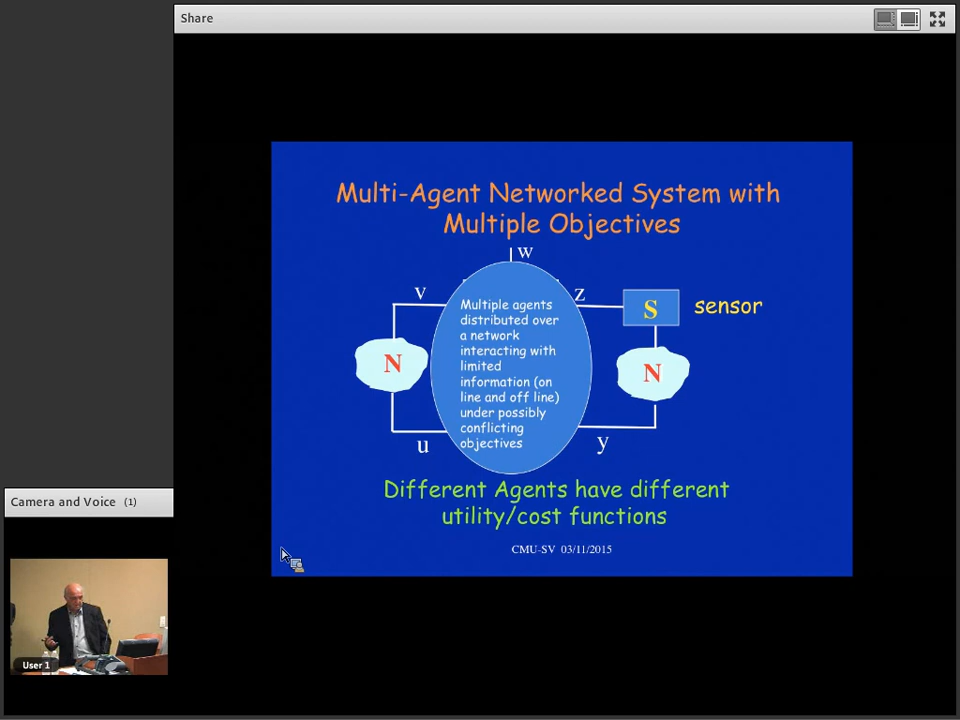 Share
Multi-Agent Networked System with
Multiple Objectives
w
v
z
S
sensor
Multiple agents
distributed over
a network
interacting with
limited
information (on
line and off line)
under possibly
conflicting
objectives
N
N
u
y
Different Agents have different
utility/cost functions
CMU-SV 03/11/2015
Camera and Voice (1)
User 1